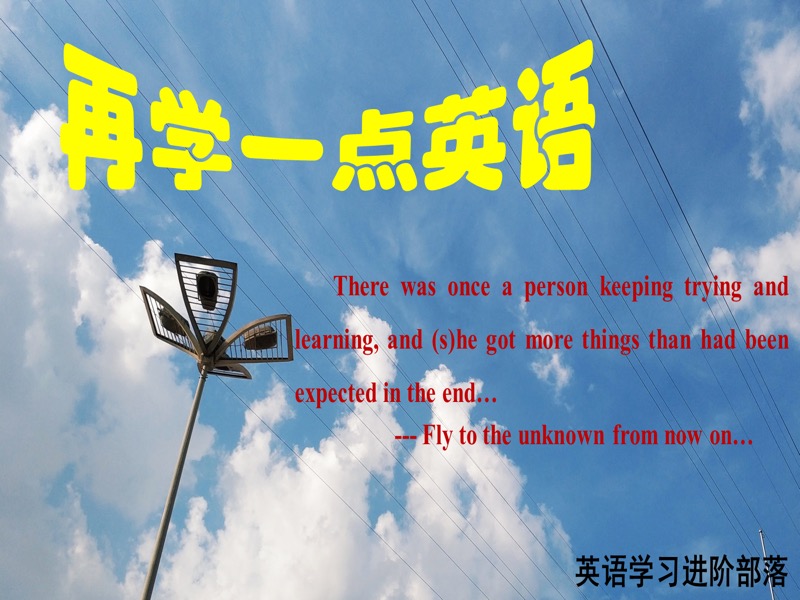 再学一点英语
There was once a person keeping trying and
learning, and (s)he got more things than had been
expected in the end…
--- Fly to the unknown from now on…
英语学习进阶部落